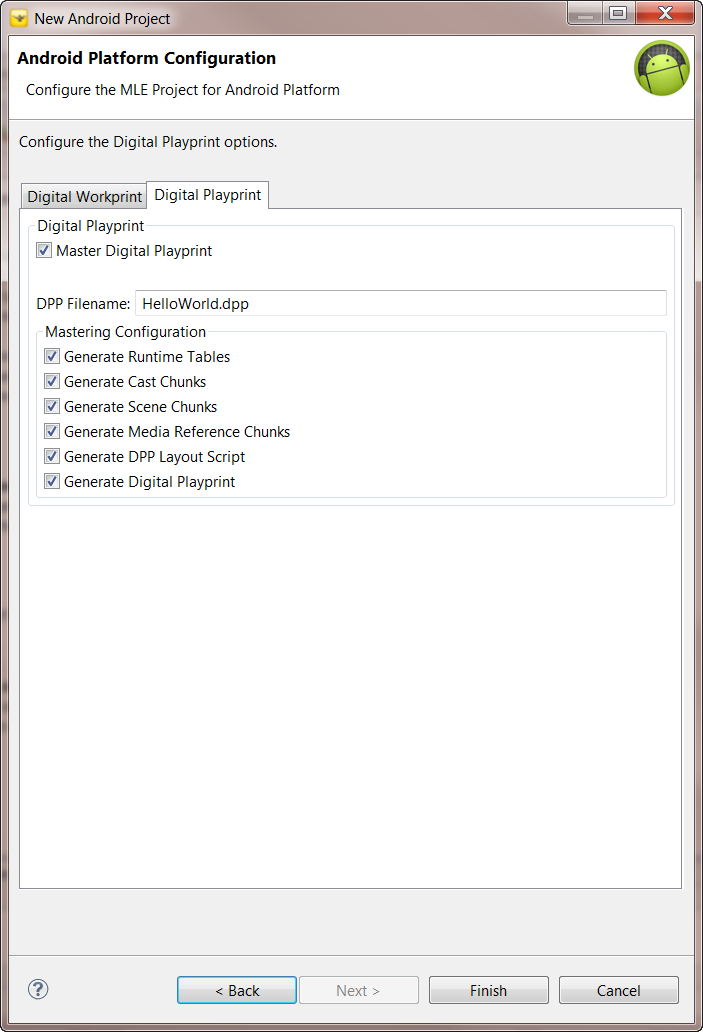 New Android Project
Android Platform Configuration
Configure the MLE Project for Android Platform
Configure the Digital Playprint options.
Digital Workprint
Digital Playprint
Digital Playprint
Master Digital Playprint
DPP Filename: HelloWorld.dpp
Mastering Configuration
Generate Runtime Tables
Generate Cast Chunks
Generate Scene Chunks
Generate Media Reference Chunks
Generate DPP Layout Script
Generate Digital Playprint
? < Back Next > Finish Cancel